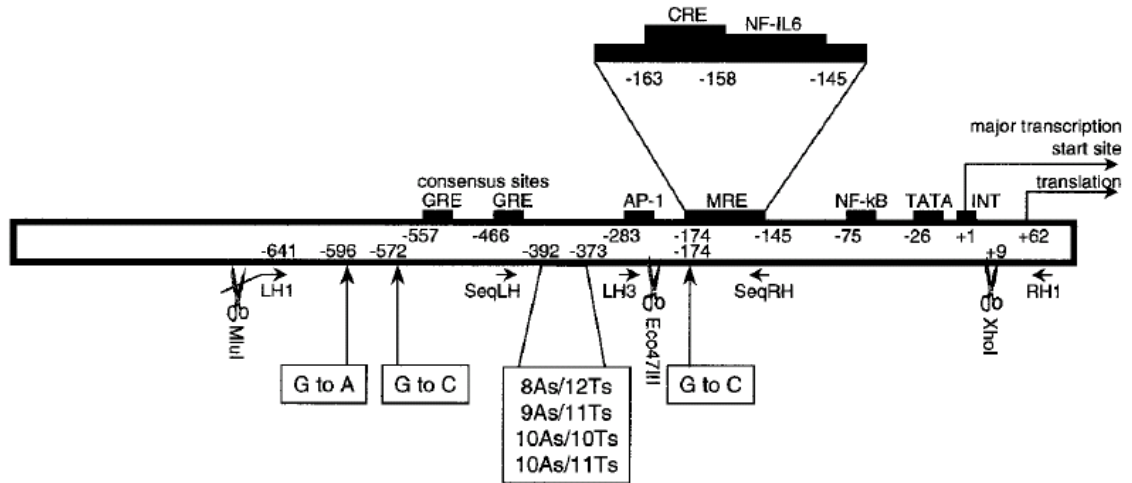 CRE
NF-IL6
-163 -158 -145
major transcription
start site
translation
consensus sites
GRE GRE AP-1 MRE NF-kB TATA INT
-557 -466 -283 -174 -145 -75 -26 +1 +62
-641 -596 -572 -392 -373 -174 +9
LH1 SeqLH LH3 SeqRH RH1
MluI Eco47III XhoI
G to A
G to C
8As/12Ts
9As/11Ts
10As/10Ts
10As/11Ts
G to C